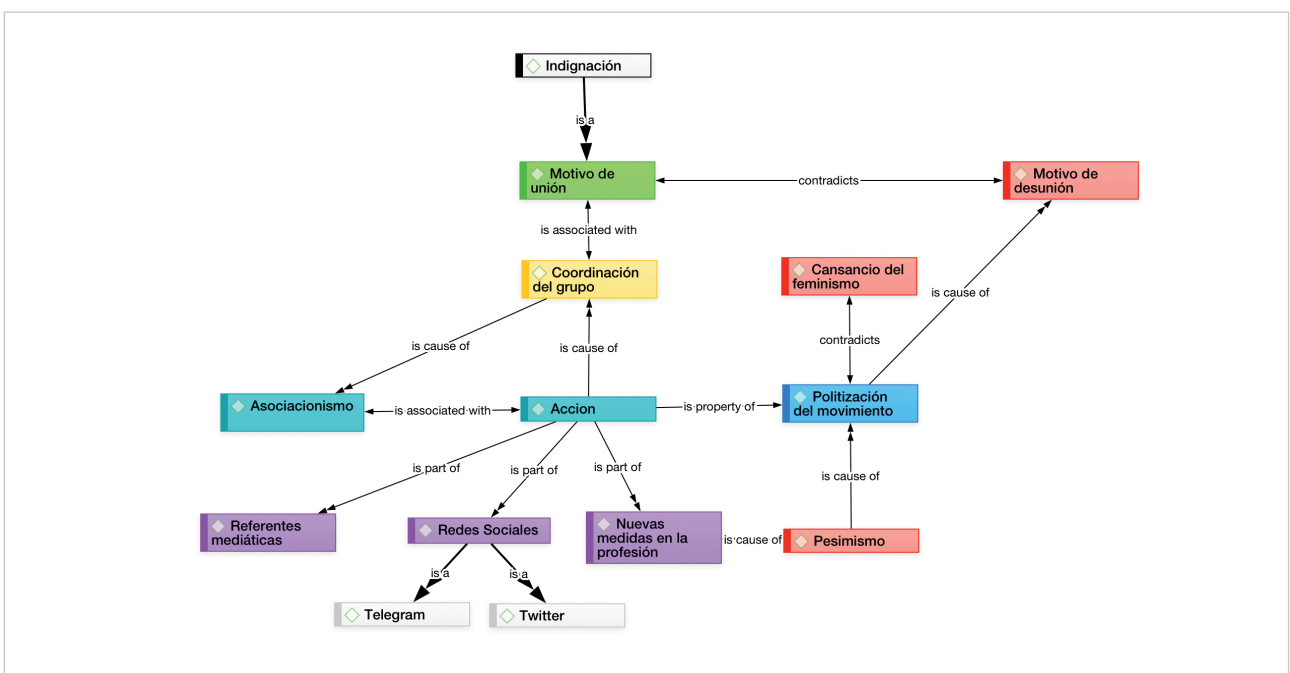 Indignación
is a
Motivo de
unión
contradicts
Motivo de
desunión
is associated with
Coordinación
del grupo
Cansancio del
feminismo
is cause of
is cause of
is cause of
contradicts
Asociacionismo
is associated with
Accion
is property of
Politización
del movimiento
is part of
is part of
is part of
is cause of
Referentes
mediáticas
Redes Sociales
Nuevas
medidas en la
profesión
is cause of
Pesimismo
is a
is a
Telegram
Twitter